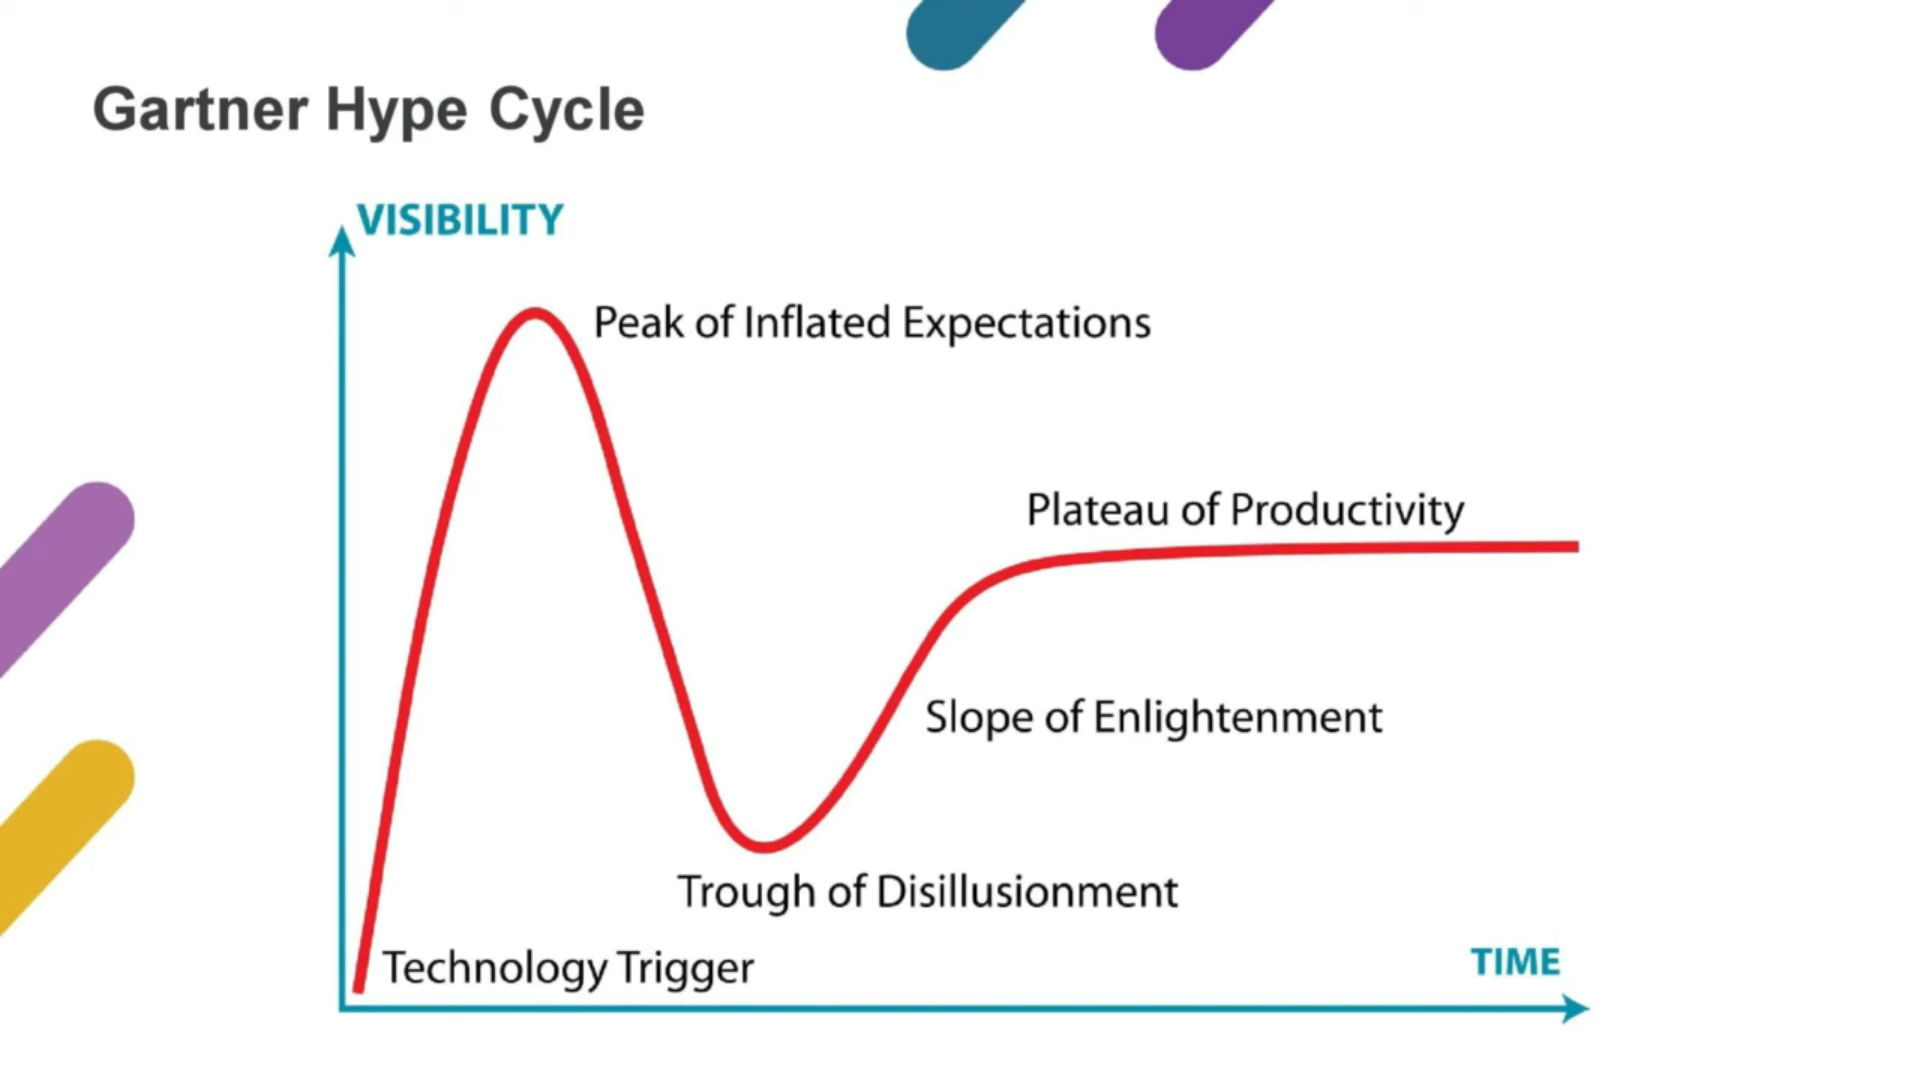 Gartner Hype Cycle
VISIBILITY
Peak of Inflated Expectations
Plateau of Productivity
Slope of Enlightenment
Trough of Disillusionment
Technology Trigger
TIME